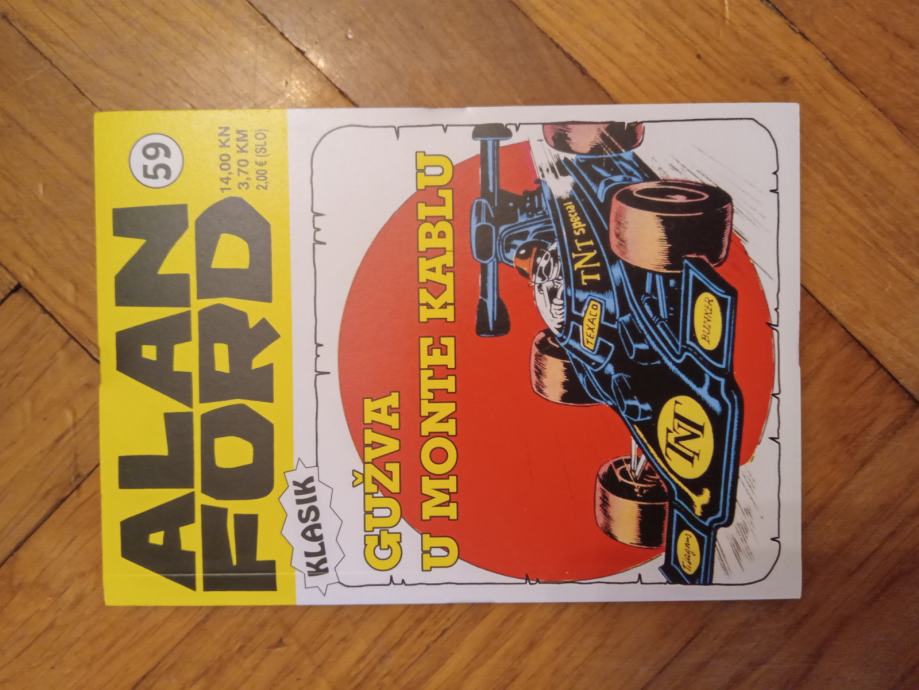 ALAN
FORD
59
14,00 KN
3,70 KM
2,00 € (SLO)
KLASIK
GUŽVA
U MONTE KABLU
TNT Special
TEXACO
BUNKER
TNT